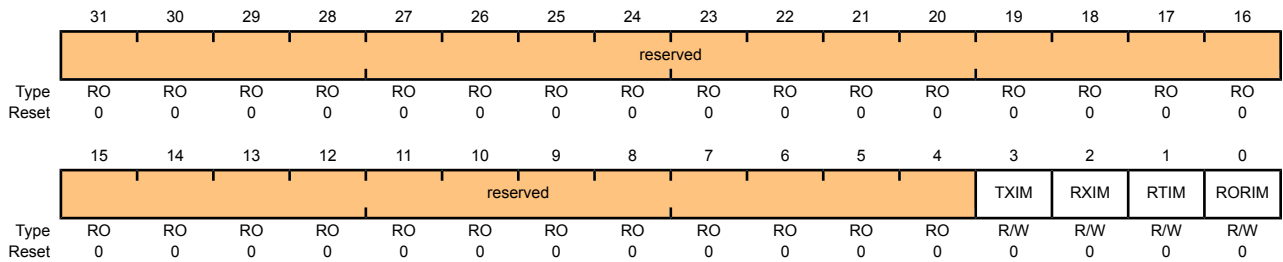 31 30 29 28 27 26 25 24 23 22 21 20 19 18 17 16
reserved
Type RO RO RO RO RO RO RO RO RO RO RO RO RO RO RO RO
Reset 0 0 0 0 0 0 0 0 0 0 0 0 0 0 0 0
15 14 13 12 11 10 9 8 7 6 5 4 3 2 1 0
reserved TXIM RXIM RTIM RORIM
Type RO RO RO RO RO RO RO RO RO RO RO RO R/W R/W R/W R/W
Reset 0 0 0 0 0 0 0 0 0 0 0 0 0 0 0 0